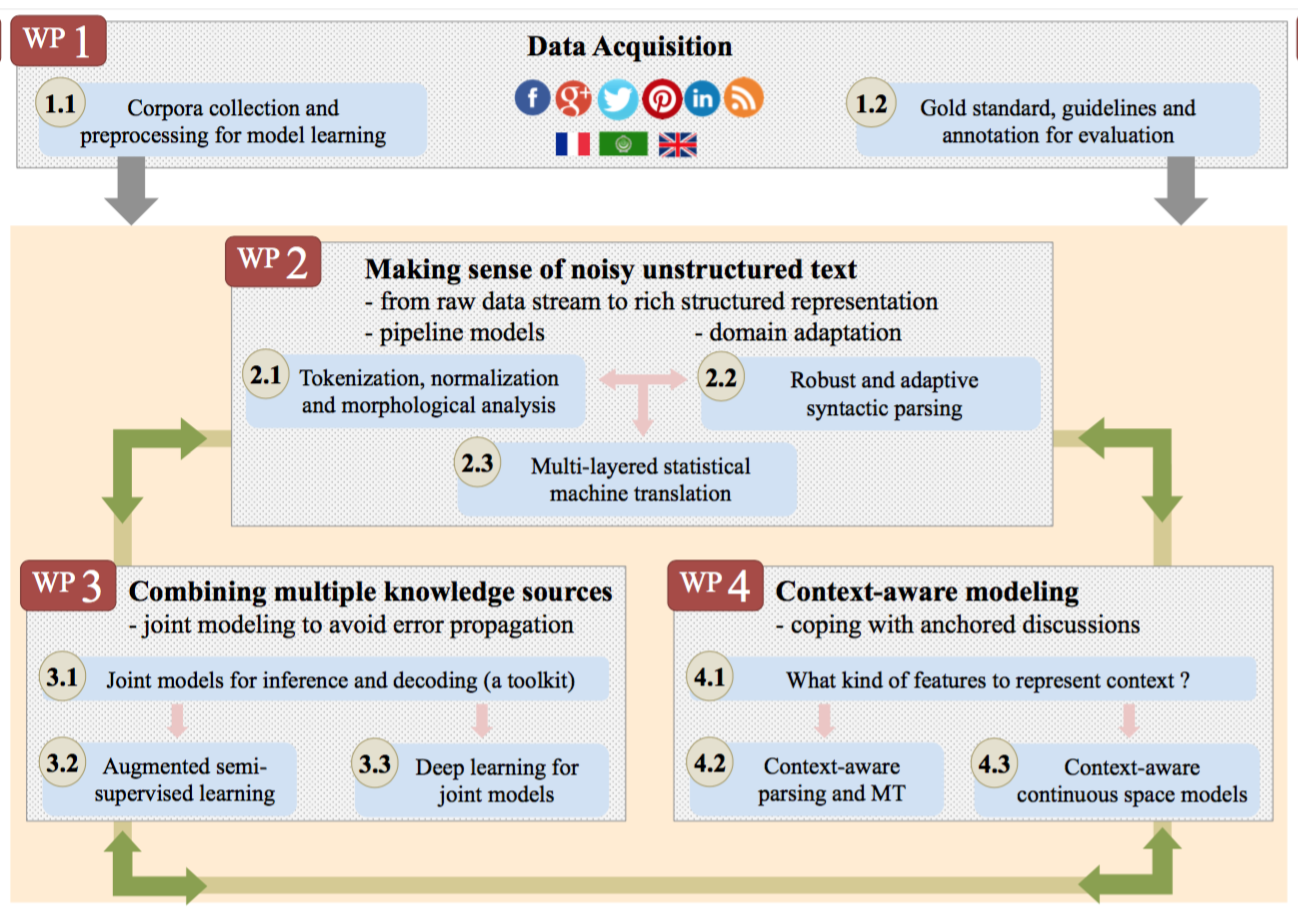 WP 1
Data Acquisition
1.1
Corpora collection and
preprocessing for model learning
f
g+
in
1.2
Gold standard, guidelines and
annotation for evaluation
WP 2
Making sense of noisy unstructured text
- from raw data stream to rich structured representation
- pipeline models
- domain adaptation
2.1
Tokenization, normalization
and morphological analysis
2.2
Robust and adaptive
syntactic parsing
2.3
Multi-layered statistical
machine translation
WP 3
Combining multiple knowledge sources
- joint modeling to avoid error propagation
3.1
Joint models for inference and decoding (a toolkit)
3.2
Augmented semi-
supervised learning
3.3
Deep learning for
joint models
WP 4
Context-aware modeling
- coping with anchored discussions
4.1
What kind of features to represent context ?
4.2
Context-aware
parsing and MT
4.3
Context-aware
continuous space models